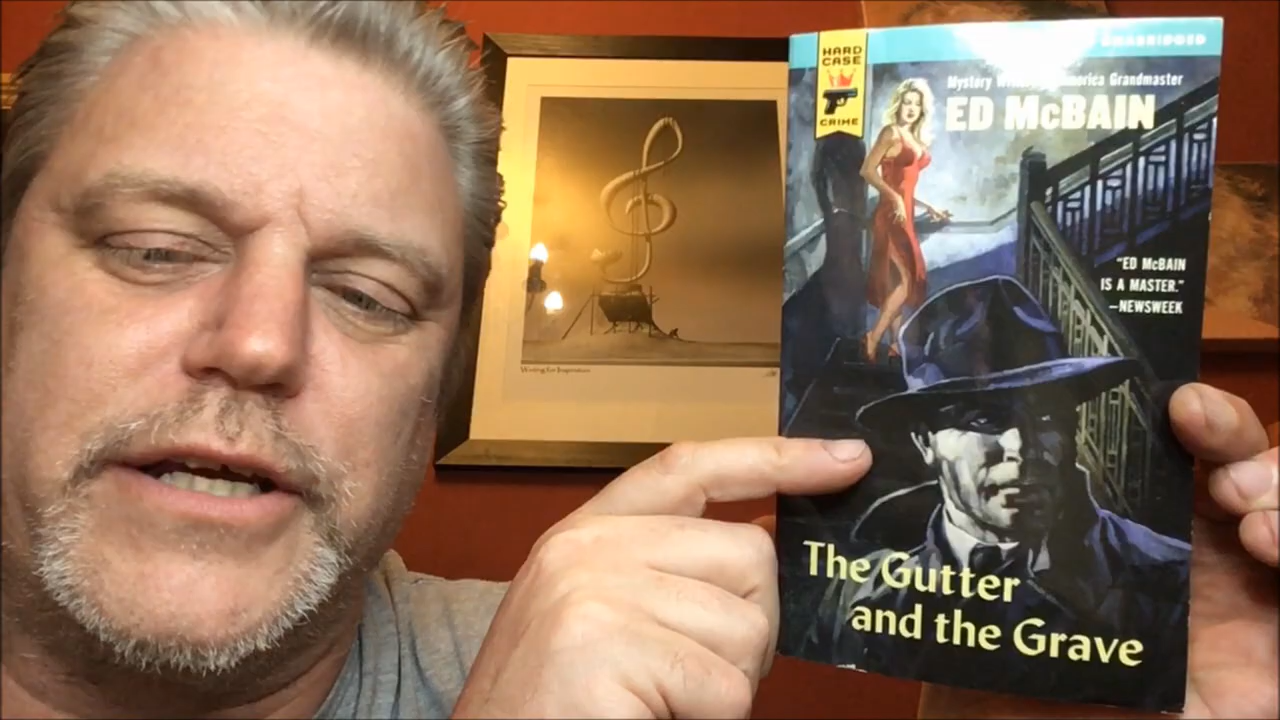 UNABRIDGED
HARD
CASE
CRIME
Mystery Writers of America Grandmaster
ED McBAIN
"ED McBAIN
IS A MASTER."
—NEWSWEEK
Waiting for Inspiration
The Gutter
and the Grave